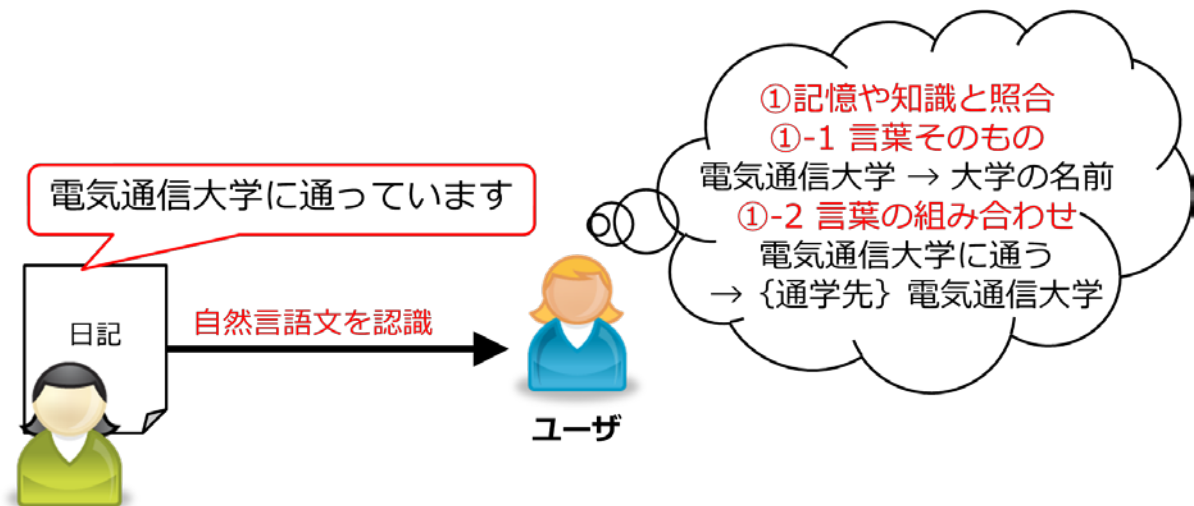 ①記憶や知識と照合
①-1 言葉そのもの
電気通信大学 → 大学の名前
①-2 言葉の組み合わせ
電気通信大学に通う
→ {通学先} 電気通信大学
電気通信大学に通っています
日記
自然言語文を認識
ユーザ